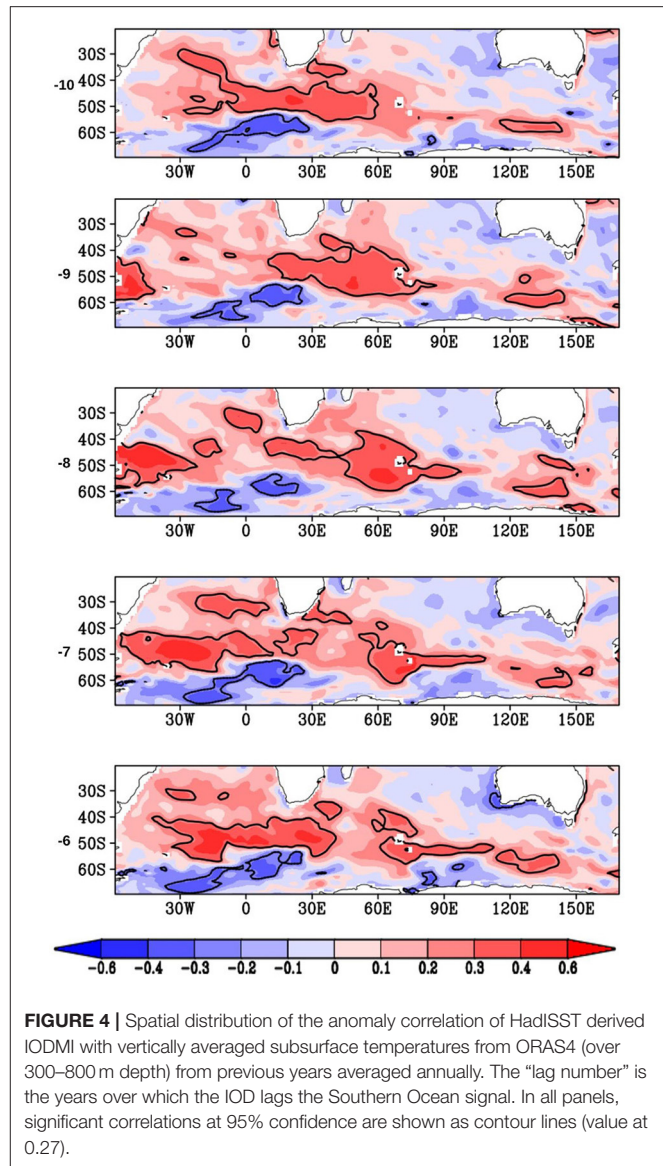 30S
40S
-10
50S
60S
30W 0 30E 60E 90E 120E 150E
30S
40S
-9
50S
60S
30W 0 30E 60E 90E 120E 150E
30S
40S
-8
50S
60S
30W 0 30E 60E 90E 120E 150E
30S
40S
-7
50S
60S
30W 0 30E 60E 90E 120E 150E
30S
40S
-6
50S
60S
30W 0 30E 60E 90E 120E 150E
-0.6 -0.4 -0.3 -0.2 -0.1 0 0.1 0.2 0.3 0.4 0.6
FIGURE 4 | Spatial distribution of the anomaly correlation of HadISST derived
IODMI with vertically averaged subsurface temperatures from ORAS4 (over
300–800 m depth) from previous years averaged annually. The “lag number” is
the years over which the IOD lags the Southern Ocean signal. In all panels,
significant correlations at 95% confidence are shown as contour lines (value at
0.27).